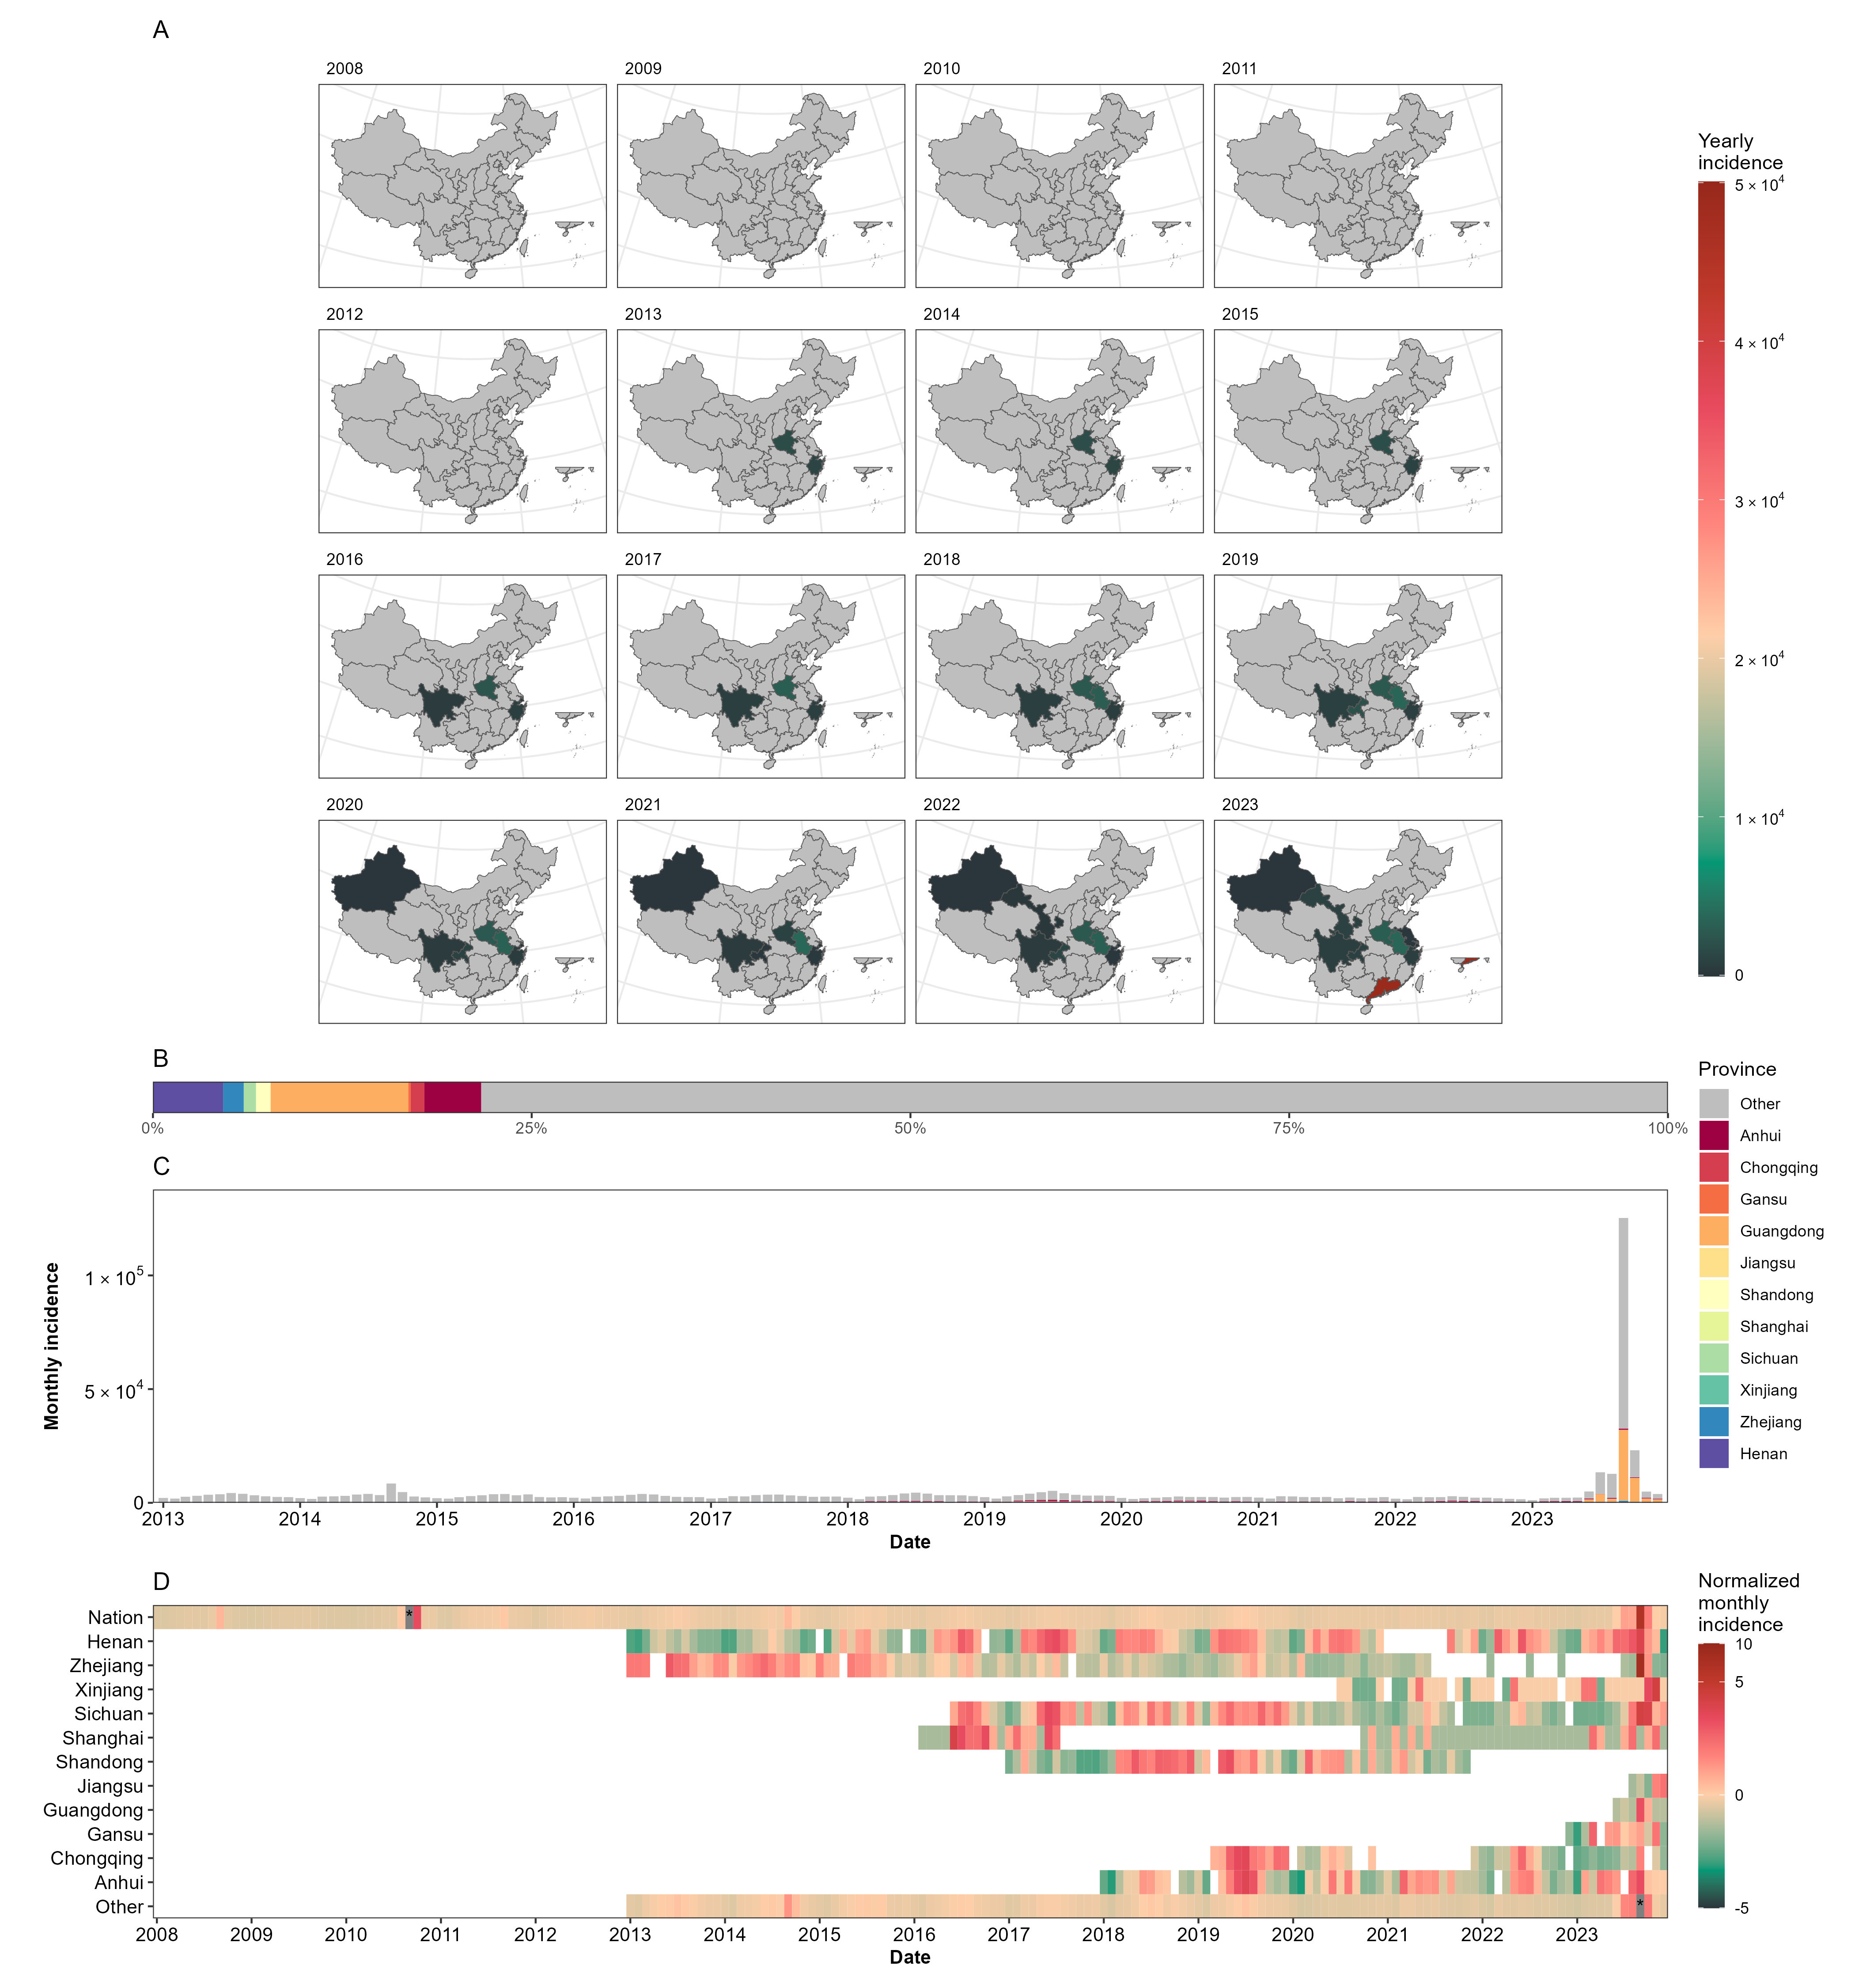 A
2008
2009
2010
2011
2012
2013
2014
2015
2016
2017
2018
2019
2020
2021
2022
2023
Yearly
incidence
5 × 10⁴
4 × 10⁴
3 × 10⁴
2 × 10⁴
1 × 10⁴
0
B
0%
25%
50%
75%
100%
Province
Other
Anhui
Chongqing
Gansu
Guangdong
Jiangsu
Shandong
Shanghai
Sichuan
Xinjiang
Zhejiang
Henan
C
Monthly incidence
1 × 10⁵
5 × 10⁴
0
2013
2014
2015
2016
2017
2018
2019
2020
2021
2022
2023
Date
D
Nation
Henan
Zhejiang
Xinjiang
Sichuan
Shanghai
Shandong
Jiangsu
Guangdong
Gansu
Chongqing
Anhui
Other
*
*
2008
2009
2010
2011
2012
2013
2014
2015
2016
2017
2018
2019
2020
2021
2022
2023
Date
Normalized
monthly
incidence
10
5
0
-5